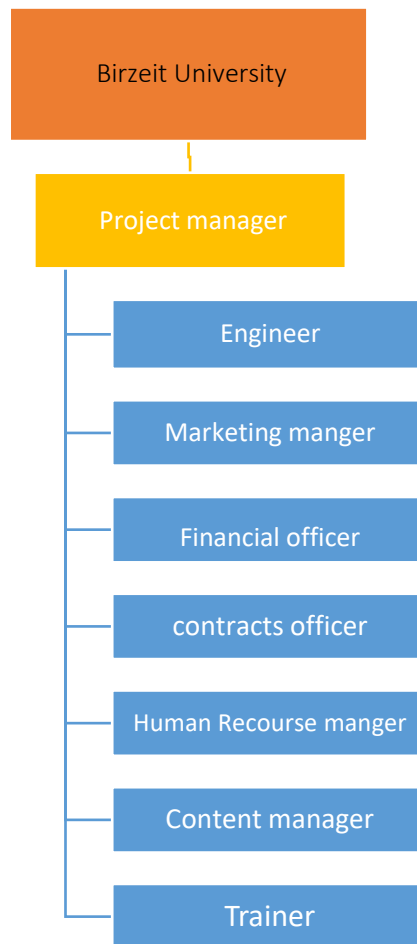 Birzeit University
Project manager
Engineer
Marketing manger
Financial officer
contracts officer
Human Recourse manger
Content manager
Trainer